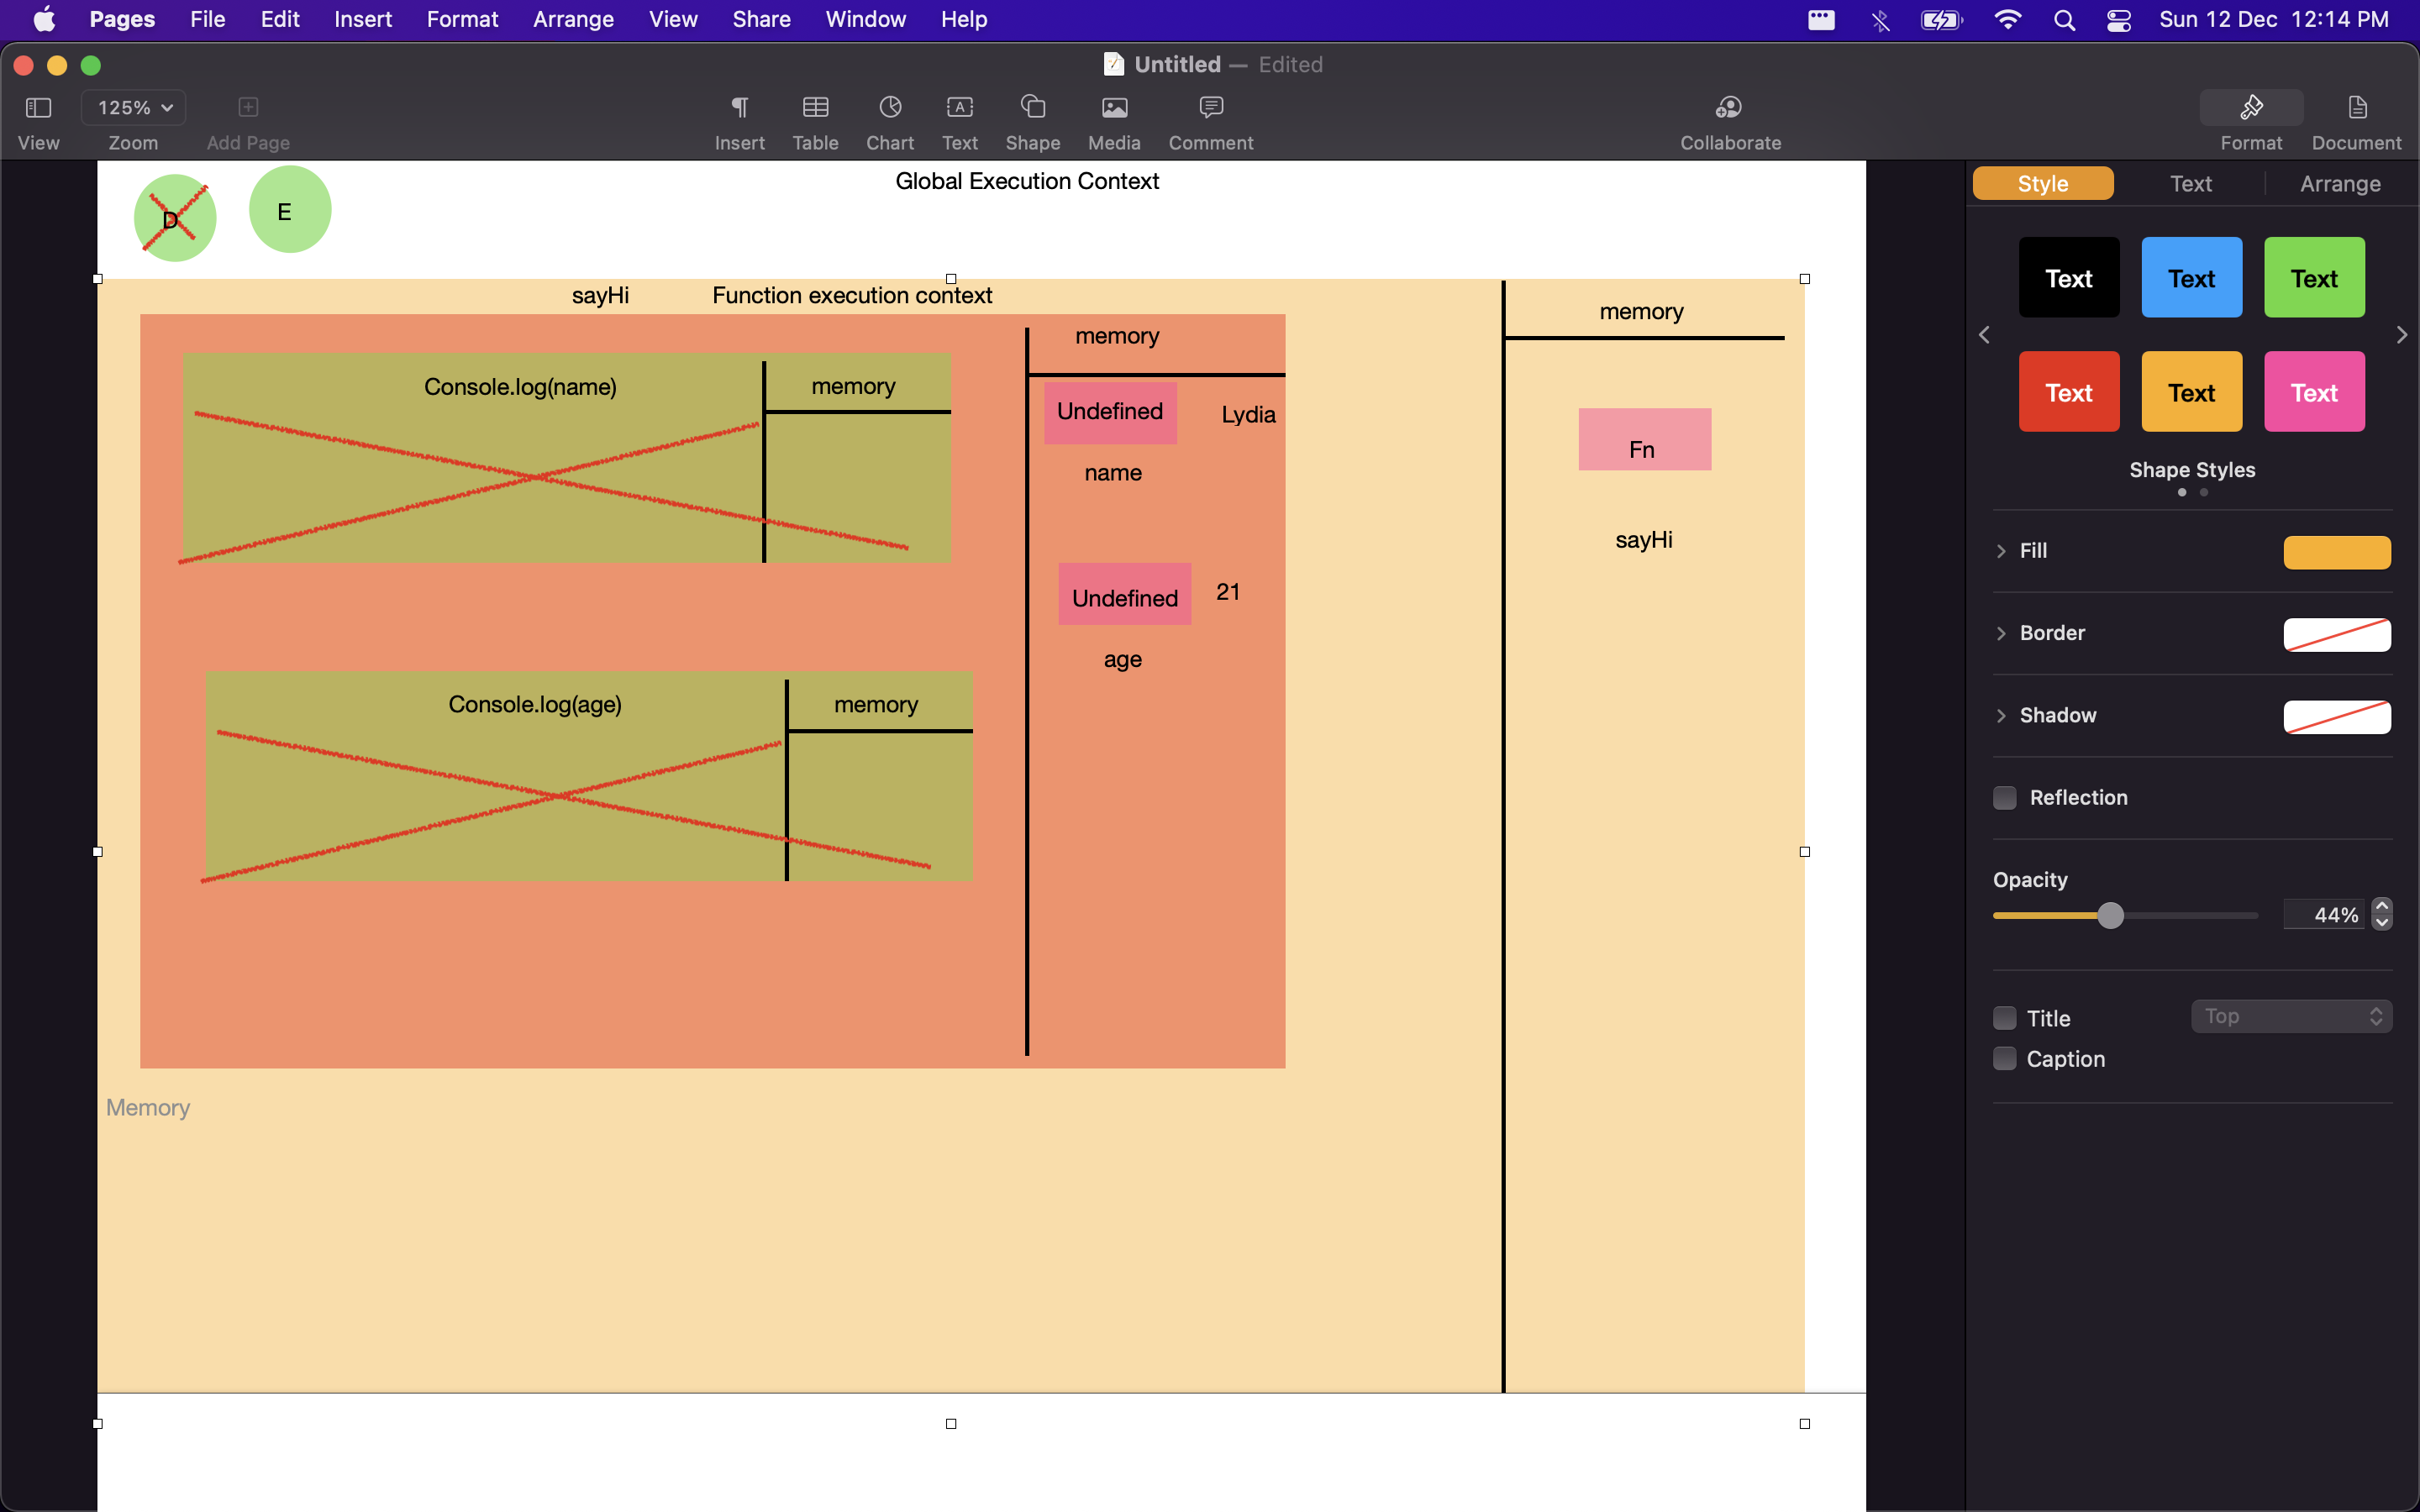 Pages File Edit Insert Format Arrange View Share Window Help Sun 12 Dec 12:14 PM
Untitled — Edited
125%
View Zoom Add Page Insert Table Chart Text Shape Media Comment Collaborate Format Document
Style Text Arrange
D E
Global Execution Context
sayHi Function execution context
memory
memory
Console.log(name) memory
Undefined Lydia
name
Fn
sayHi
Undefined 21
age
Console.log(age) memory
Memory
Text Text Text
Text Text Text
Shape Styles
Fill
Border
Shadow
Reflection
Opacity
44%
Title Top
Caption